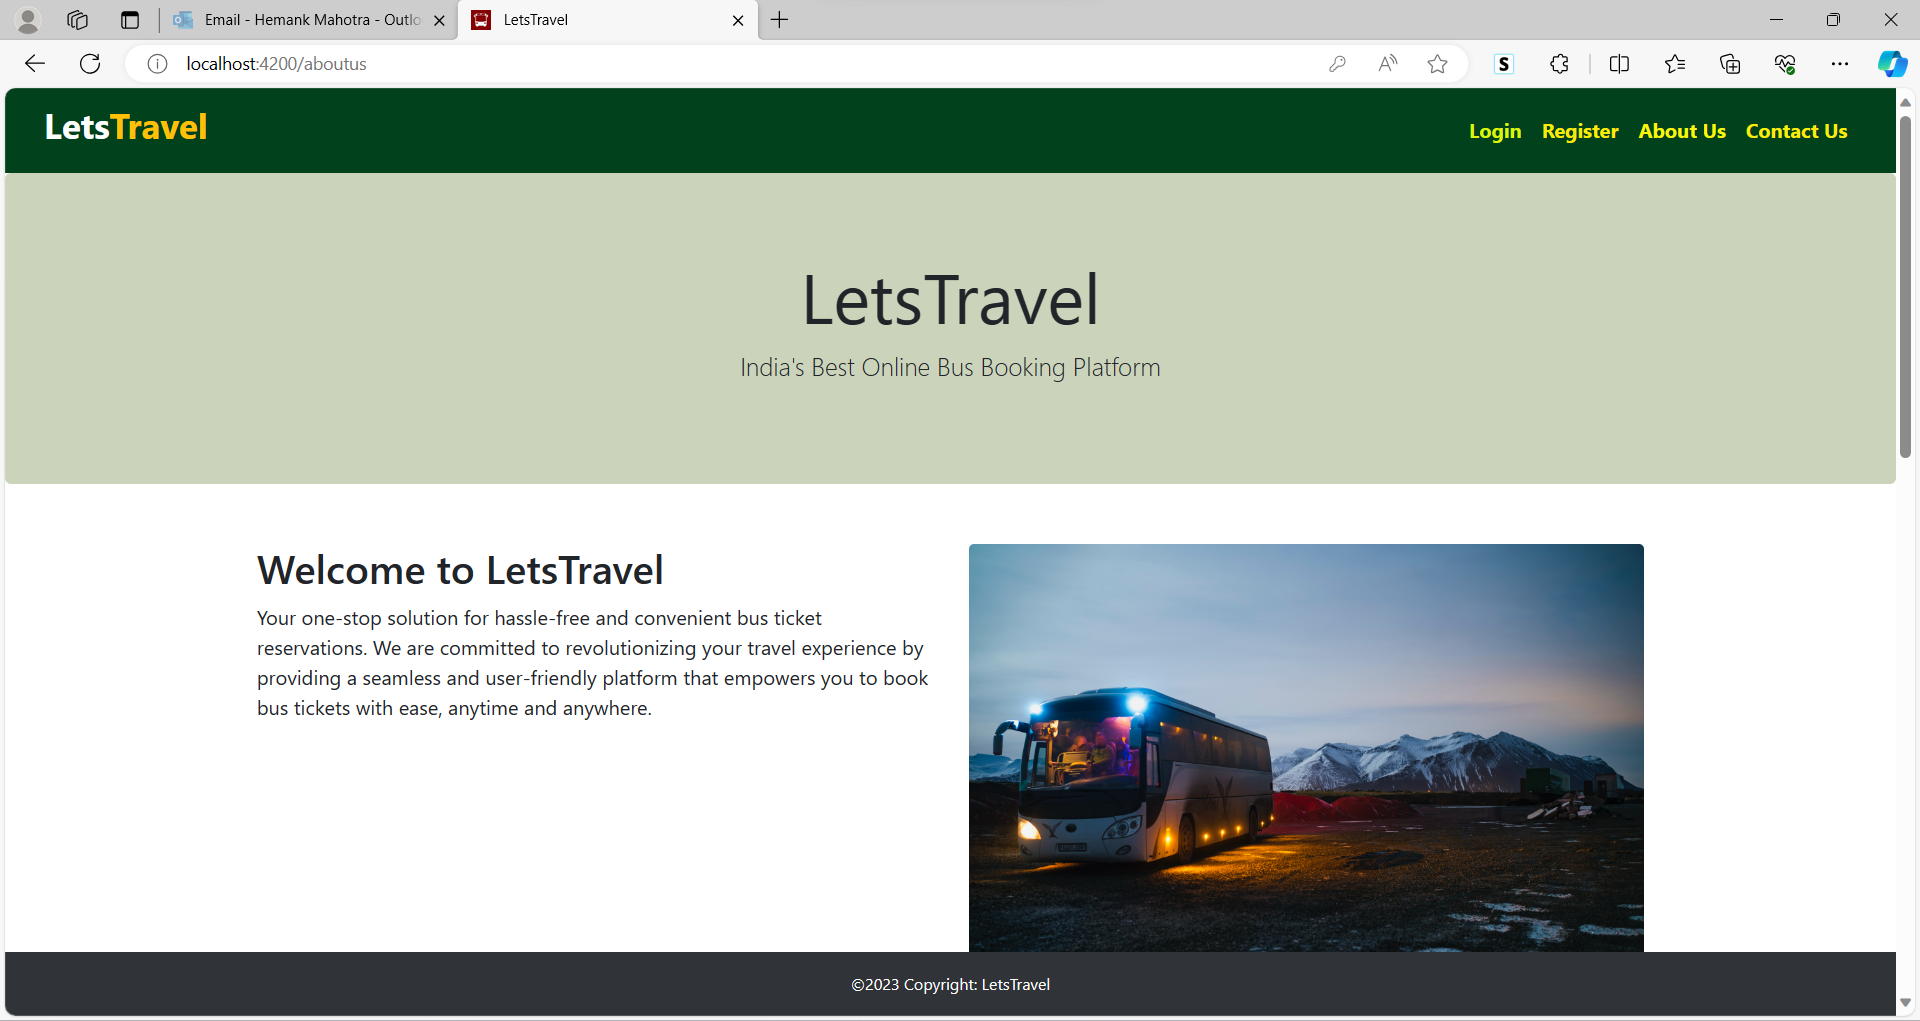 Email - Hemank Mahotra - Outlo
LetsTravel
localhost:4200/aboutus
LetsTravel
Login Register About Us Contact Us
LetsTravel
India's Best Online Bus Booking Platform
Welcome to LetsTravel
Your one-stop solution for hassle-free and convenient bus ticket
reservations. We are committed to revolutionizing your travel experience by
providing a seamless and user-friendly platform that empowers you to book
bus tickets with ease, anytime and anywhere.
©2023 Copyright: LetsTravel